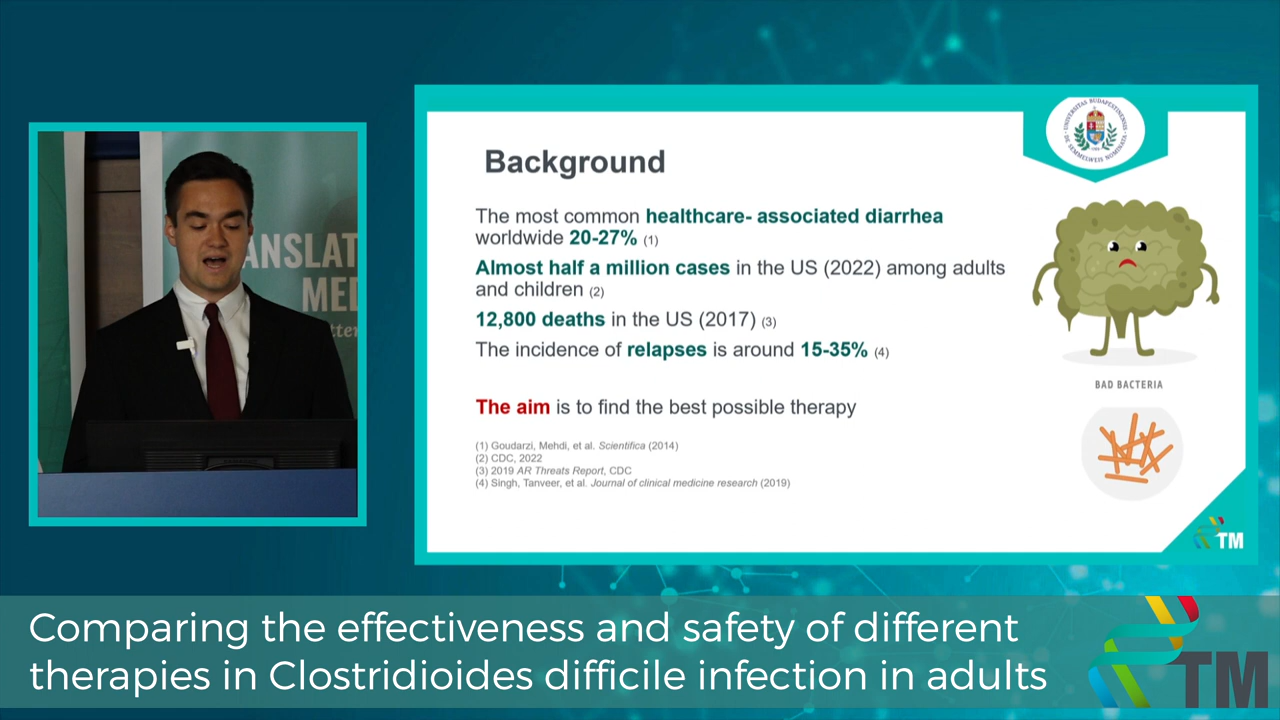 ANSLAT
MED
Background
The most common healthcare- associated diarrhea
worldwide 20-27% (1)
Almost half a million cases in the US (2022) among adults
and children (2)
12,800 deaths in the US (2017) (3)
The incidence of relapses is around 15-35% (4)
The aim is to find the best possible therapy
(1) Goudarzi, Mehdi, et al. Scientifica (2014)
(2) CDC, 2022
(3) 2019 AR Threats Report, CDC
(4) Singh, Tanveer, et al. Journal of clinical medicine research (2019)
BAD BACTERIA
TM
Comparing the effectiveness and safety of different
therapies in Clostridioides difficile infection in adults
TM